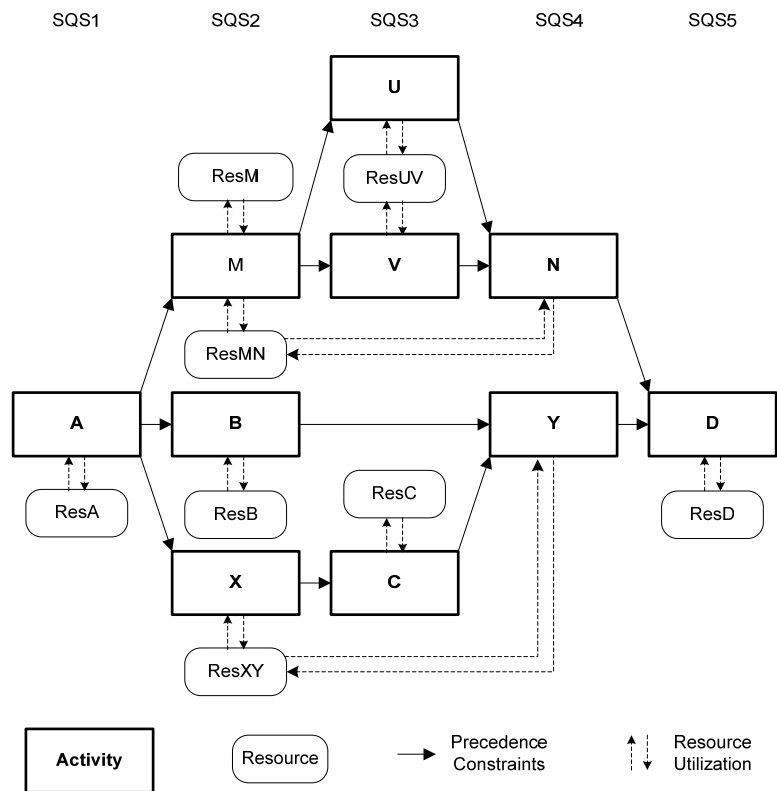 SQS1 SQS2 SQS3 SQS4 SQS5
U
ResM
ResUV
M
V
N
ResMN
A
B
Y
D
ResA
ResB
ResC
ResD
X
C
ResXY
Activity
Resource
Precedence
Constraints
Resource
Utilization